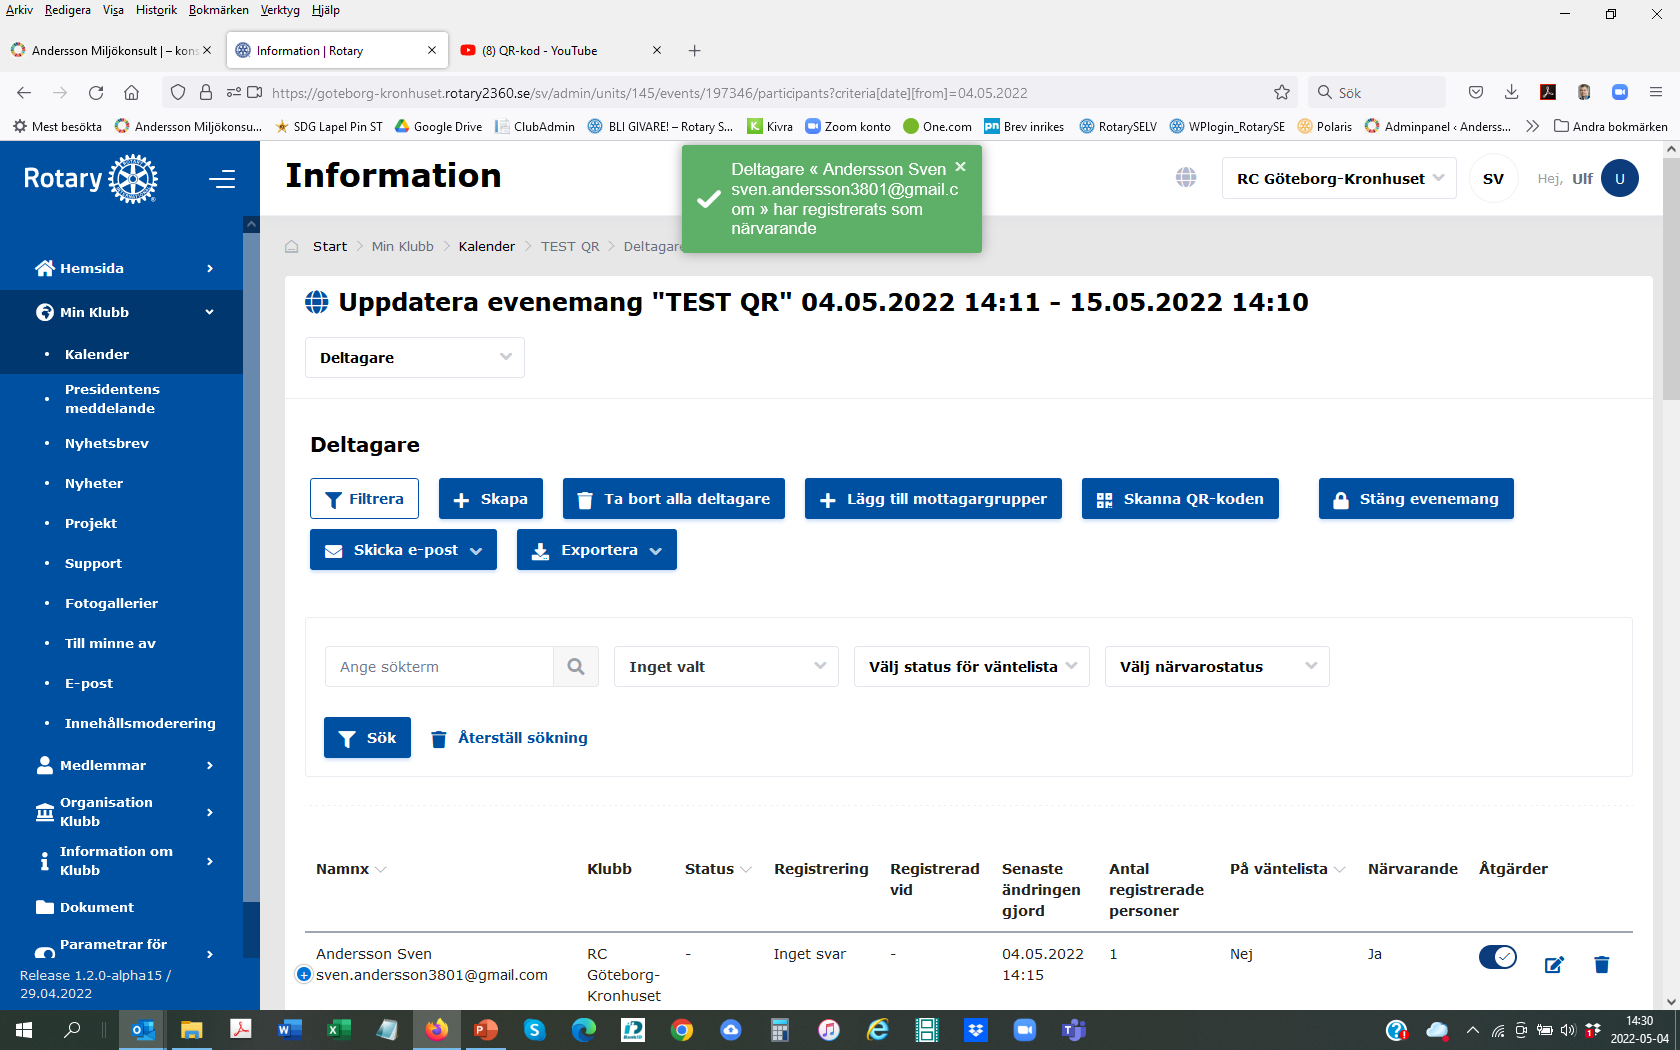 Arkiv Redigera Visa Historik Bokmärken Verktyg Hjälp
Andersson Miljökonsult | – kons
Information | Rotary
(8) QR-kod - YouTube
https://goteborg-kronhuset.rotary2360.se/sv/admin/units/145/events/197346/participants?criteria[date][from]=04.05.2022
Sök
Mest besökta Andersson Miljökonsu... SDG Lapel Pin ST Google Drive ClubAdmin BLI GIVARE! – Rotary S... Kivra Zoom konto One.com Brev inrikes RotarySELV WPlogin_RotarySE Polaris Adminpanel ‹ Anderss... Andra bokmärken
Rotary
Information
Deltagare « Andersson Sven
sven.andersson3801@gmail.c
om » har registrerats som
närvarande
RC Göteborg-Kronhuset
SV
Hej, Ulf
U
Start Min Klubb Kalender TEST QR Deltagare
Hemsida
Min Klubb
Kalender
Presidentens
meddelande
Nyhetsbrev
Nyheter
Projekt
Support
Fotogallerier
Till minne av
E-post
Innehållsmoderering
Medlemmar
Organisation
Klubb
Information om
Klubb
Dokument
Parametrar för
Release 1.2.0-alpha15 /
29.04.2022
Uppdatera evenemang "TEST QR" 04.05.2022 14:11 - 15.05.2022 14:10
Deltagare
Deltagare
Filtrera Skapa Ta bort alla deltagare Lägg till mottagargrupper Skanna QR-koden Stäng evenemang
Skicka e-post Exportera
Ange sökterm Inget valt Välj status för väntelista Välj närvarostatus
Sök Återställ sökning
Namnx Klubb Status Registrering Registrerad vid Senaste ändringen gjord Antal registrerade personer På väntelista Närvarande Åtgärder
Andersson Sven
sven.andersson3801@gmail.com
RC
Göteborg-
Kronhuset
-
Inget svar
-
04.05.2022
14:15
1
Nej
Ja
14:30
2022-05-04